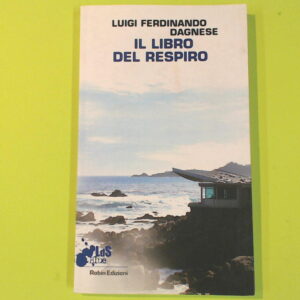 LUIGI FERDINANDO
DAGNESE
IL LIBRO
DEL RESPIRO
Robin Edizioni